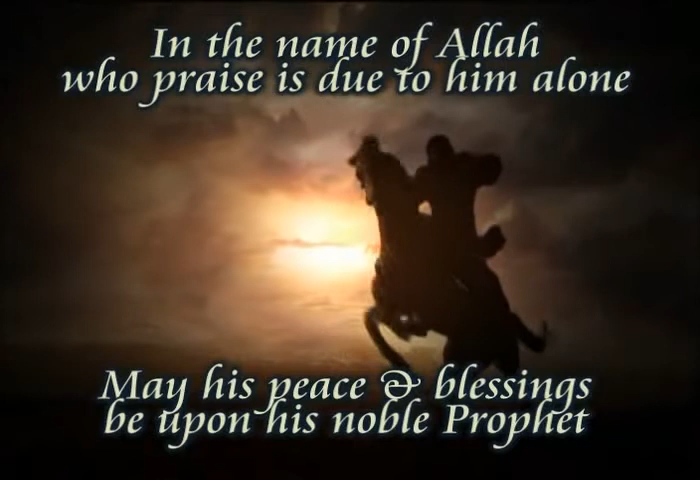 In the name of Allah
who praise is due to him alone
May his peace & blessings
be upon his noble Prophet